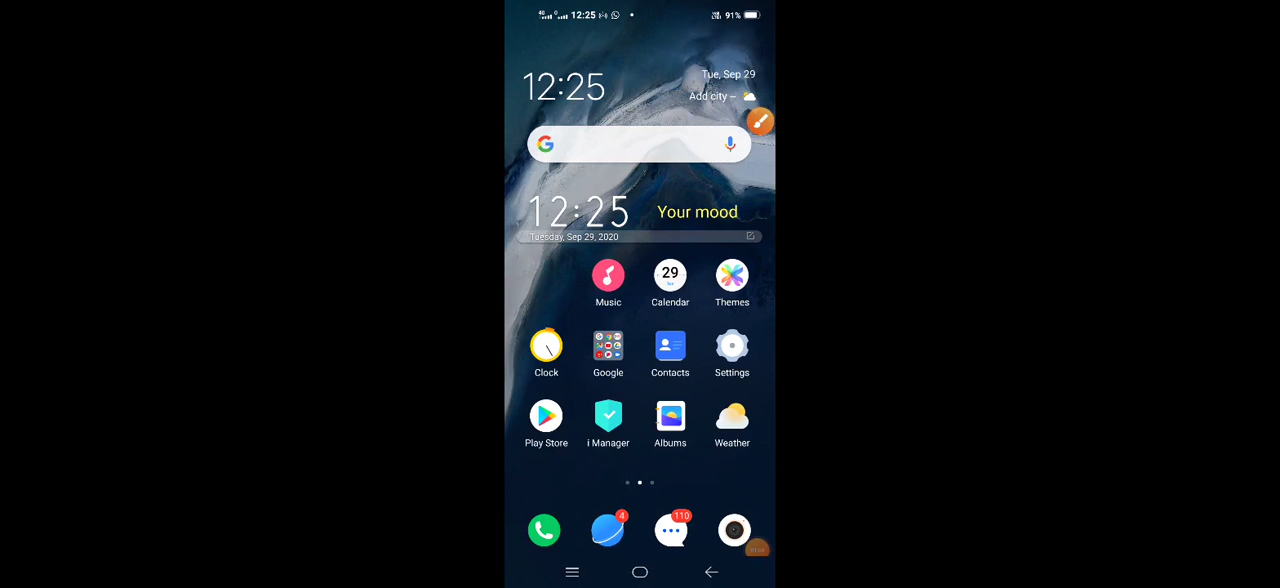 4G 12:25 91%
12:25
Tue, Sep 29
Add city –
G
12:25
Your mood
Tuesday, Sep 29, 2020
29
Music
Calendar
Themes
Clock
Google
Contacts
Settings
Play Store
i Manager
Albums
Weather
4
110